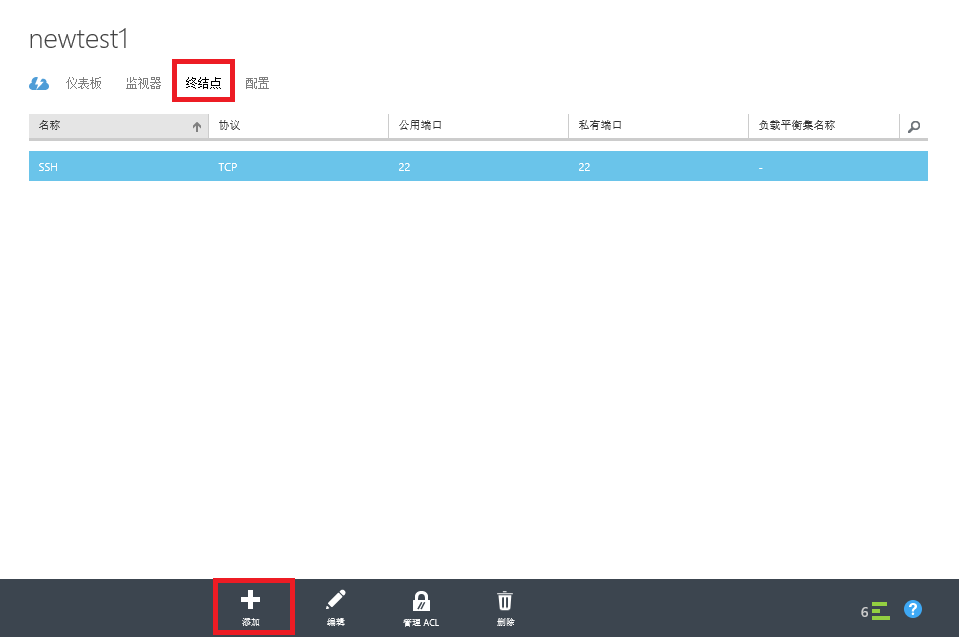 newtest1
仪表板 监视器 终结点 配置
名称 协议 公用端口 私有端口 负载平衡集名称
SSH TCP 22 22 -
添加 编辑 管理 ACL 删除 6 ?